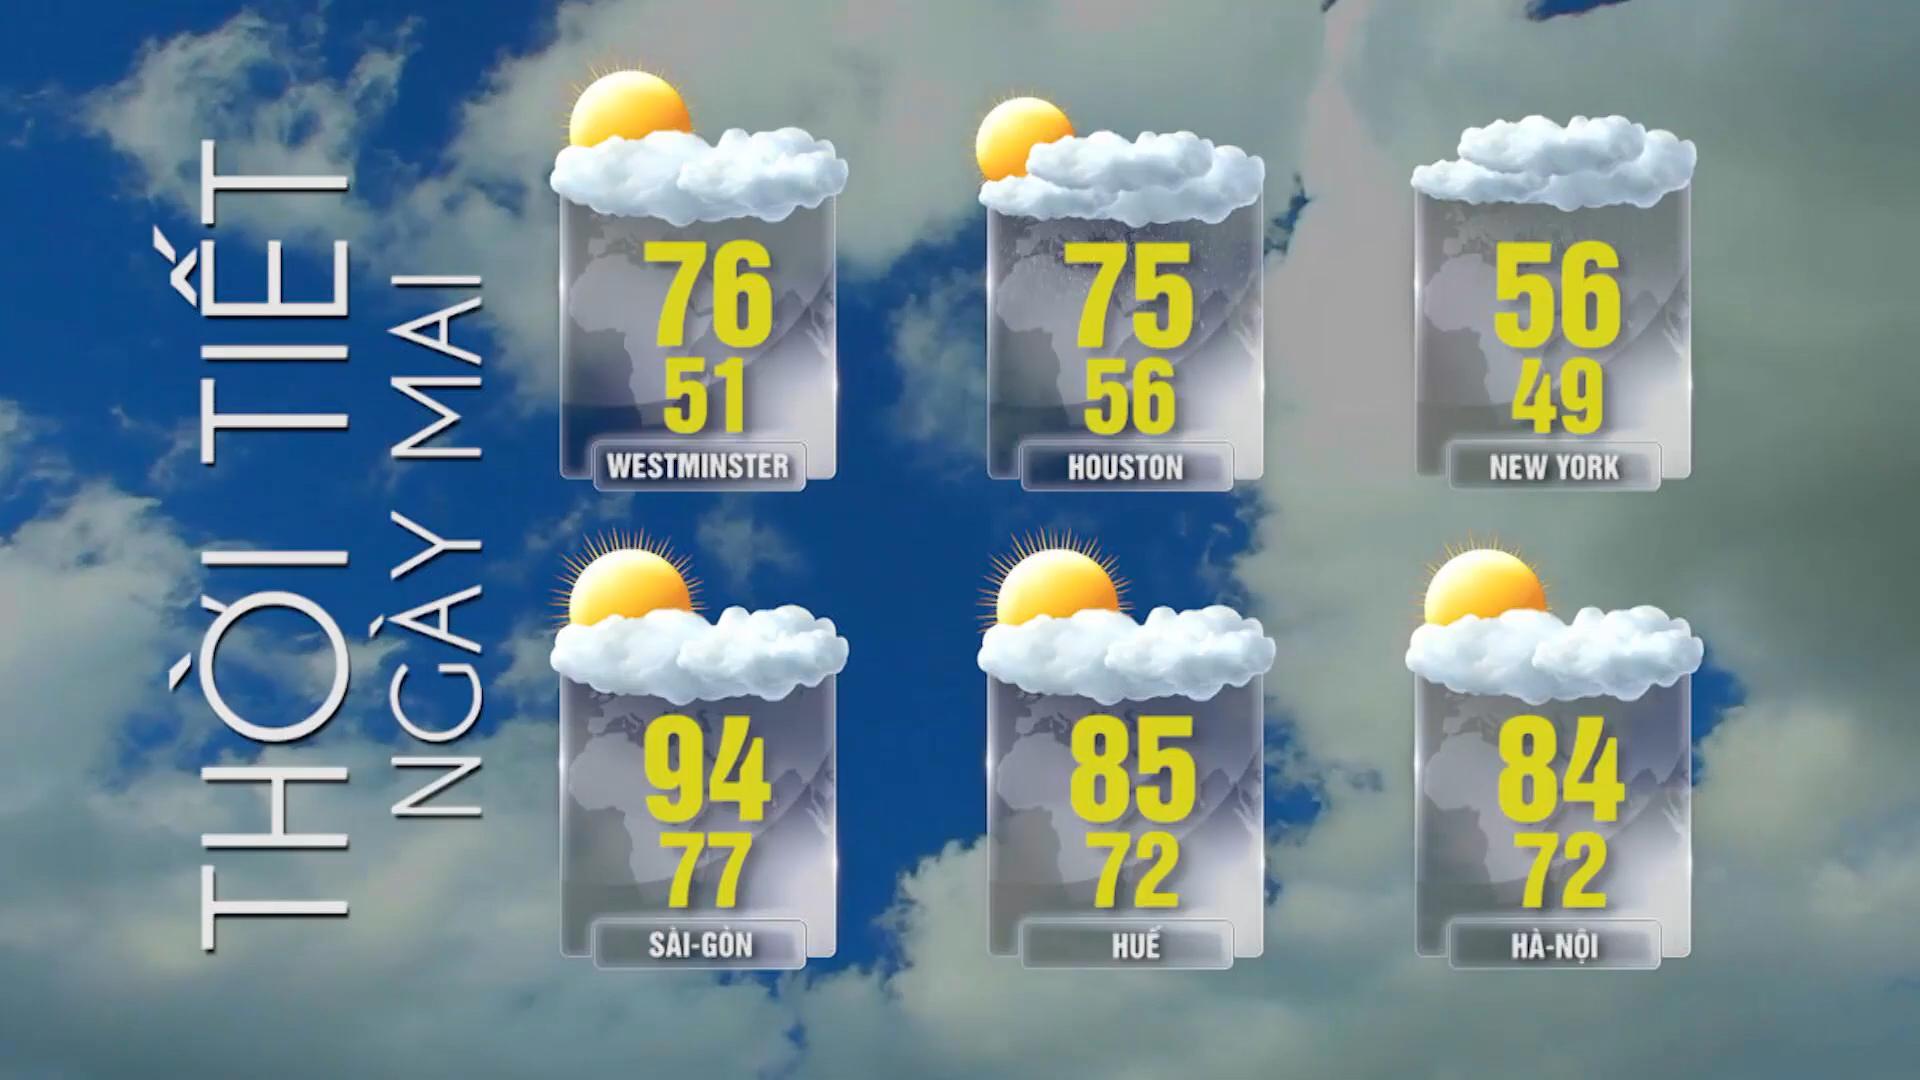 THỜI TIẾT
NGÀY MAI
76
51
WESTMINSTER
75
56
HOUSTON
56
49
NEW YORK
94
77
SÀI-GÒN
85
72
HUẾ
84
72
HÀ-NỘI